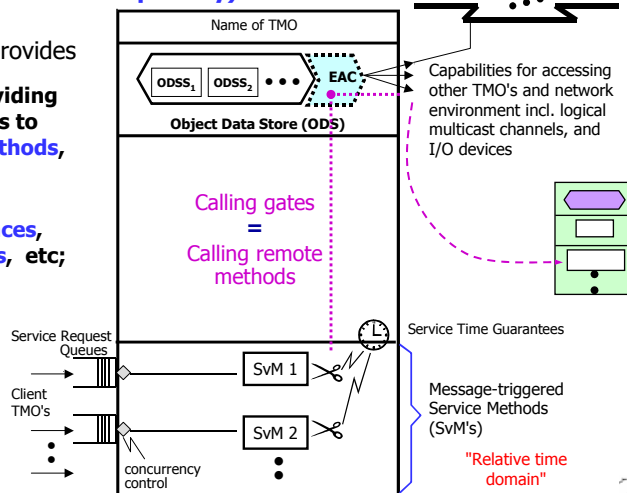 Name of TMO
rovides
viding
s to
thods,
ces,
s, etc;
ODSS1 ODSS2 • • • EAC
Object Data Store (ODS)
Capabilities for accessing
other TMO's and network
environment incl. logical
multicast channels, and
I/O devices
Calling gates
=
Calling remote
methods
Service Time Guarantees
Service Request
Queues
Client
TMO's
SvM 1
SvM 2
concurrency
control
Message-triggered
Service Methods
(SvM's)
"Relative time
domain"